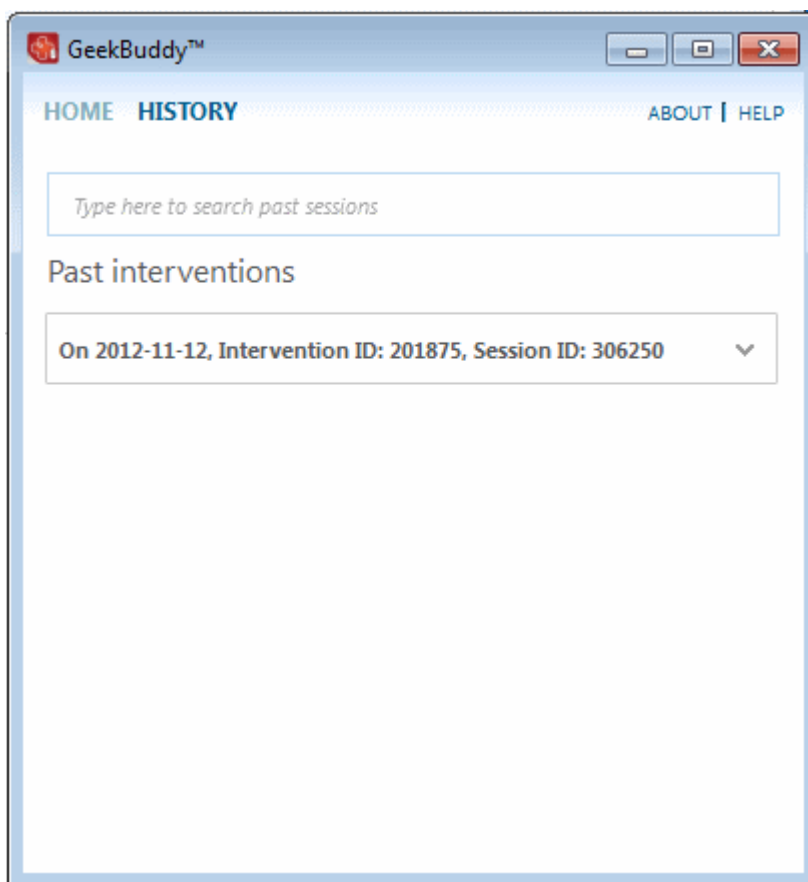 GeekBuddy™
HOME HISTORY ABOUT | HELP
Type here to search past sessions
Past interventions
On 2012-11-12, Intervention ID: 201875, Session ID: 306250